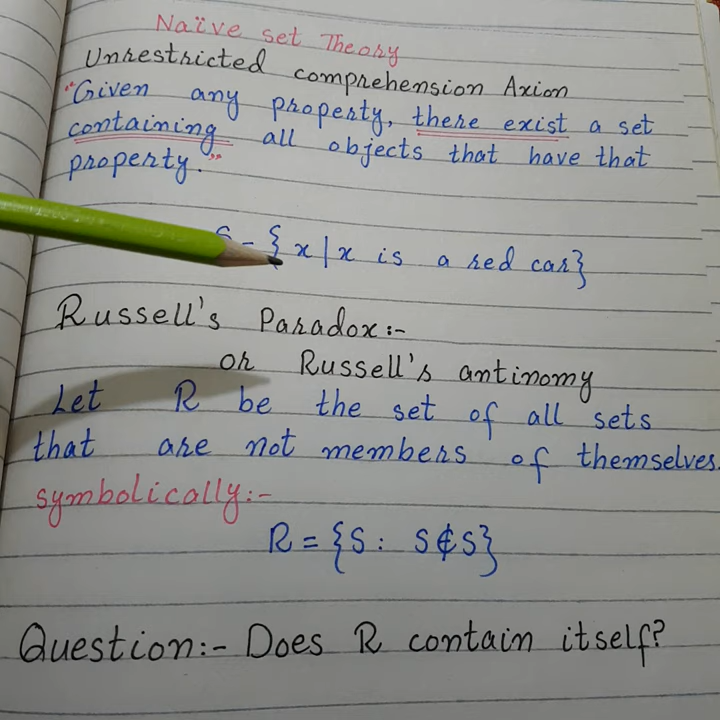 Naïve set Theory
Unrestricted comprehension Axion
"Given any property, there exist a set
containing all objects that have that
property."
S = { x | x is a red car}
Russell's Paradox:-
or Russell's antinomy
Let R be the set of all sets
that are not members of themselves.
symbolically:-
R = {S : S∉S}
Question:- Does R contain itself?